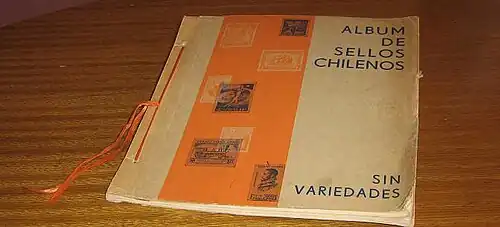 ALBUM
DE
SELLOS
CHILENOS
SIN
VARIEDADES